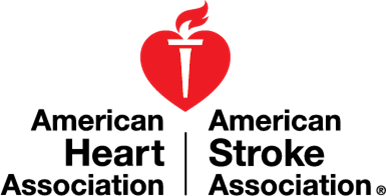 American
Heart
Association
American
Stroke
Association®